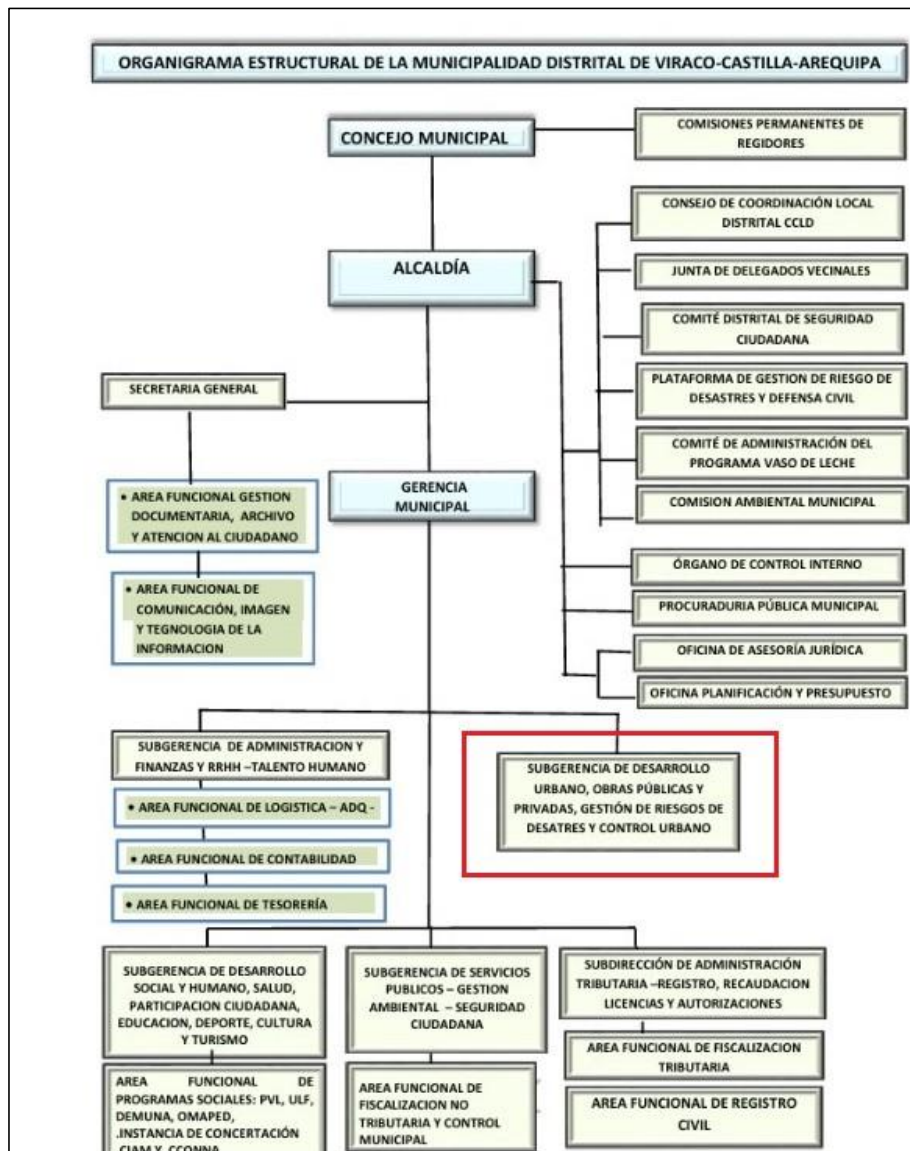 ORGANIGRAMA ESTRUCTURAL DE LA MUNICIPALIDAD DISTRITAL DE VIRACO-CASTILLA-AREQUIPA
CONCEJO MUNICIPAL
COMISIONES PERMANENTES DE
REGIDORES
CONSEJO DE COORDINACIÓN LOCAL
DISTRITAL CCLD
ALCALDÍA
JUNTA DE DELEGADOS VECINALES
COMITÉ DISTRITAL DE SEGURIDAD
CIUDADANA
PLATAFORMA DE GESTION DE RIESGO DE
DESASTRES Y DEFENSA CIVIL
COMITÉ DE ADMINISTRACIÓN DEL
PROGRAMA VASO DE LECHE
COMISION AMBIENTAL MUNICIPAL
SECRETARIA GENERAL
• AREA FUNCIONAL GESTION
DOCUMENTARIA, ARCHIVO
Y ATENCION AL CIUDADANO
• AREA FUNCIONAL DE
COMUNICACIÓN, IMAGEN
Y TEGNOLOGIA DE LA
INFORMACION
GERENCIA
MUNICIPAL
ÓRGANO DE CONTROL INTERNO
PROCURADURIA PÚBLICA MUNICIPAL
OFICINA DE ASESORÍA JURÍDICA
OFICINA PLANIFICACIÓN Y PRESUPUESTO
SUBGERENCIA DE ADMINISTRACION Y
FINANZAS Y RRHH –TALENTO HUMANO
• AREA FUNCIONAL DE LOGISTICA – ADQ -
• AREA FUNCIONAL DE CONTABILIDAD
• AREA FUNCIONAL DE TESORERÍA
SUBGERENCIA DE DESARROLLO
URBANO, OBRAS PÚBLICAS Y
PRIVADAS, GESTIÓN DE RIESGOS DE
DESATRES Y CONTROL URBANO
SUBGERENCIA DE DESARROLLO
SOCIAL Y HUMANO, SALUD,
PARTICIPACION CIUDADANA,
EDUCACION, DEPORTE, CULTURA
Y TURISMO
AREA FUNCIONAL DE
PROGRAMAS SOCIALES: PVL, ULF,
DEMUNA, OMAPED,
.INSTANCIA DE CONCERTACIÓN
CIAM Y CCONNA
SUBGERENCIA DE SERVICIOS
PUBLICOS – GESTION
AMBIENTAL – SEGURIDAD
CIUDADANA
AREA FUNCIONAL DE
FISCALIZACION NO
TRIBUTARIA Y CONTROL
MUNICIPAL
SUBDIRECCIÓN DE ADMINISTRACIÓN
TRIBUTARIA –REGISTRO, RECAUDACION
LICENCIAS Y AUTORIZACIONES
AREA FUNCIONAL DE FISCALIZACION
TRIBUTARIA
AREA FUNCIONAL DE REGISTRO
CIVIL